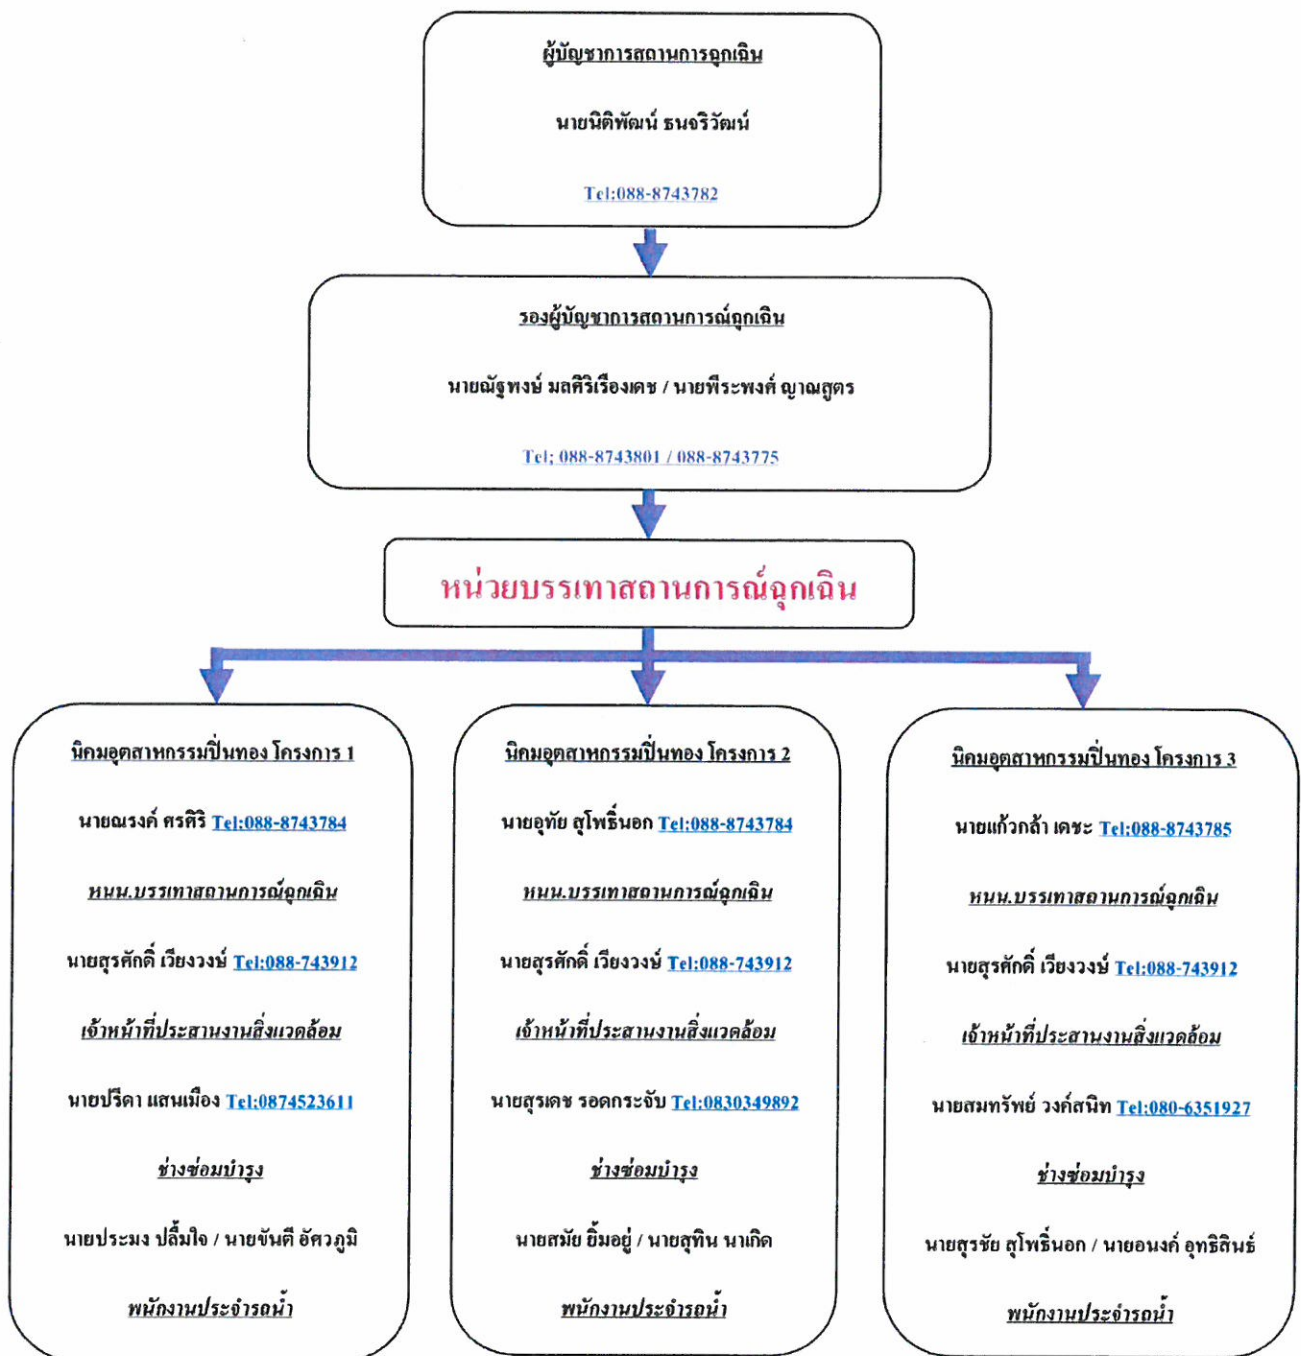 ผู้บัญชาการสถานการฉุกเฉิน
นายนิติพัฒน์ ธนจริวัฒน์
Tel:088-8743782
รองผู้บัญชาการสถานการณ์ฉุกเฉิน
นายณัฐพงษ์ มลศิริเรืองเดช / นายพีระพงศ์ ญาณสูตร
Tel; 088-8743801 / 088-8743775
หน่วยบรรเทาสถานการณ์ฉุกเฉิน
นิคมอุตสาหกรรมปิ่นทอง โครงการ 1
นายณรงค์ ศรศิริ Tel:088-8743784
หนน.บรรเทาสถานการณ์ฉุกเฉิน
นายสุรศักดิ์ เวียงวงษ์ Tel:088-743912
เจ้าหน้าที่ประสานงานสิ่งแวดล้อม
นายปรีดา แสนเมือง Tel:0874523611
ช่างซ่อมบำรุง
นายประมง ปลื้มใจ / นายขันตี อัศวภูมิ
พนักงานประจำรถน้ำ
นิคมอุตสาหกรรมปิ่นทอง โครงการ 2
นายอุทัย สุโพธิ์นอก Tel:088-8743784
หนน.บรรเทาสถานการณ์ฉุกเฉิน
นายสุรศักดิ์ เวียงวงษ์ Tel:088-743912
เจ้าหน้าที่ประสานงานสิ่งแวดล้อม
นายสุรเดช รอดกระจับ Tel:0830349892
ช่างซ่อมบำรุง
นายสมัย ยิ้มอยู่ / นายสุทิน นาเกิด
พนักงานประจำรถน้ำ
นิคมอุตสาหกรรมปิ่นทอง โครงการ 3
นายแก้วกล้า เดชะ Tel:088-8743785
หนน.บรรเทาสถานการณ์ฉุกเฉิน
นายสุรศักดิ์ เวียงวงษ์ Tel:088-743912
เจ้าหน้าที่ประสานงานสิ่งแวดล้อม
นายสมทรัพย์ วงค์สนิท Tel:080-6351927
ช่างซ่อมบำรุง
นายสุรชัย สุโพธิ์นอก / นายอนงค์ อุทธิสินธ์
พนักงานประจำรถน้ำ